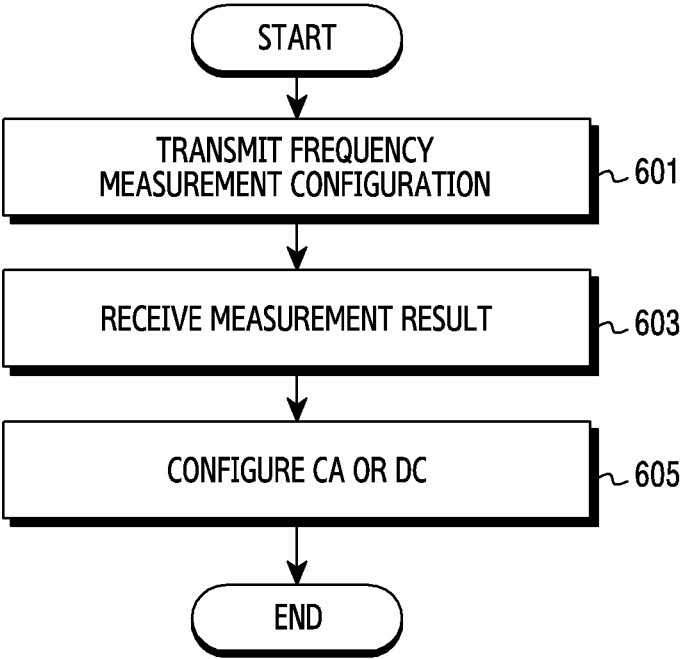 START
TRANSMIT FREQUENCY
MEASUREMENT CONFIGURATION
601
RECEIVE MEASUREMENT RESULT
603
CONFIGURE CA OR DC
605
END